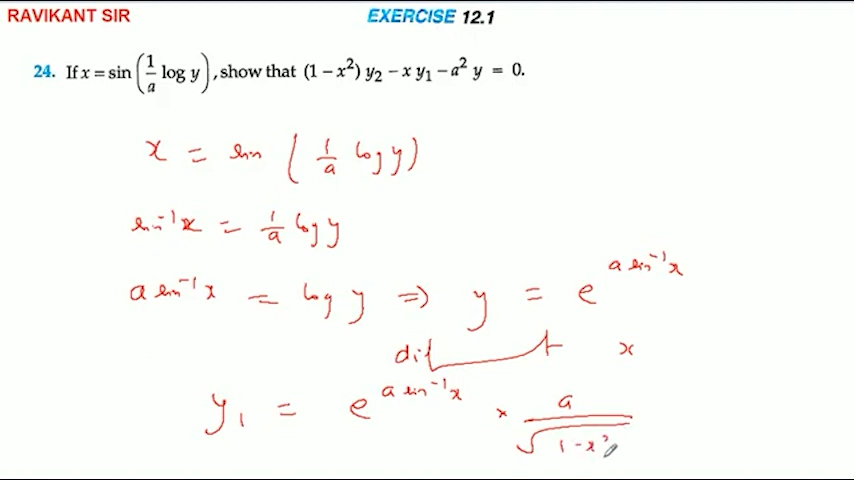 RAVIKANT SIR
EXERCISE 12.1
24. If x = sin(1/a log y), show that (1 − x²) y₂ − x y₁ − a² y = 0.
x = sin (1/a log y)
sin⁻¹x = 1/a log y
a sin⁻¹x = log y ⇒ y = e^(a sin⁻¹x)
dif t x
y₁ = e^(a sin⁻¹x) × a/√(1-x²)